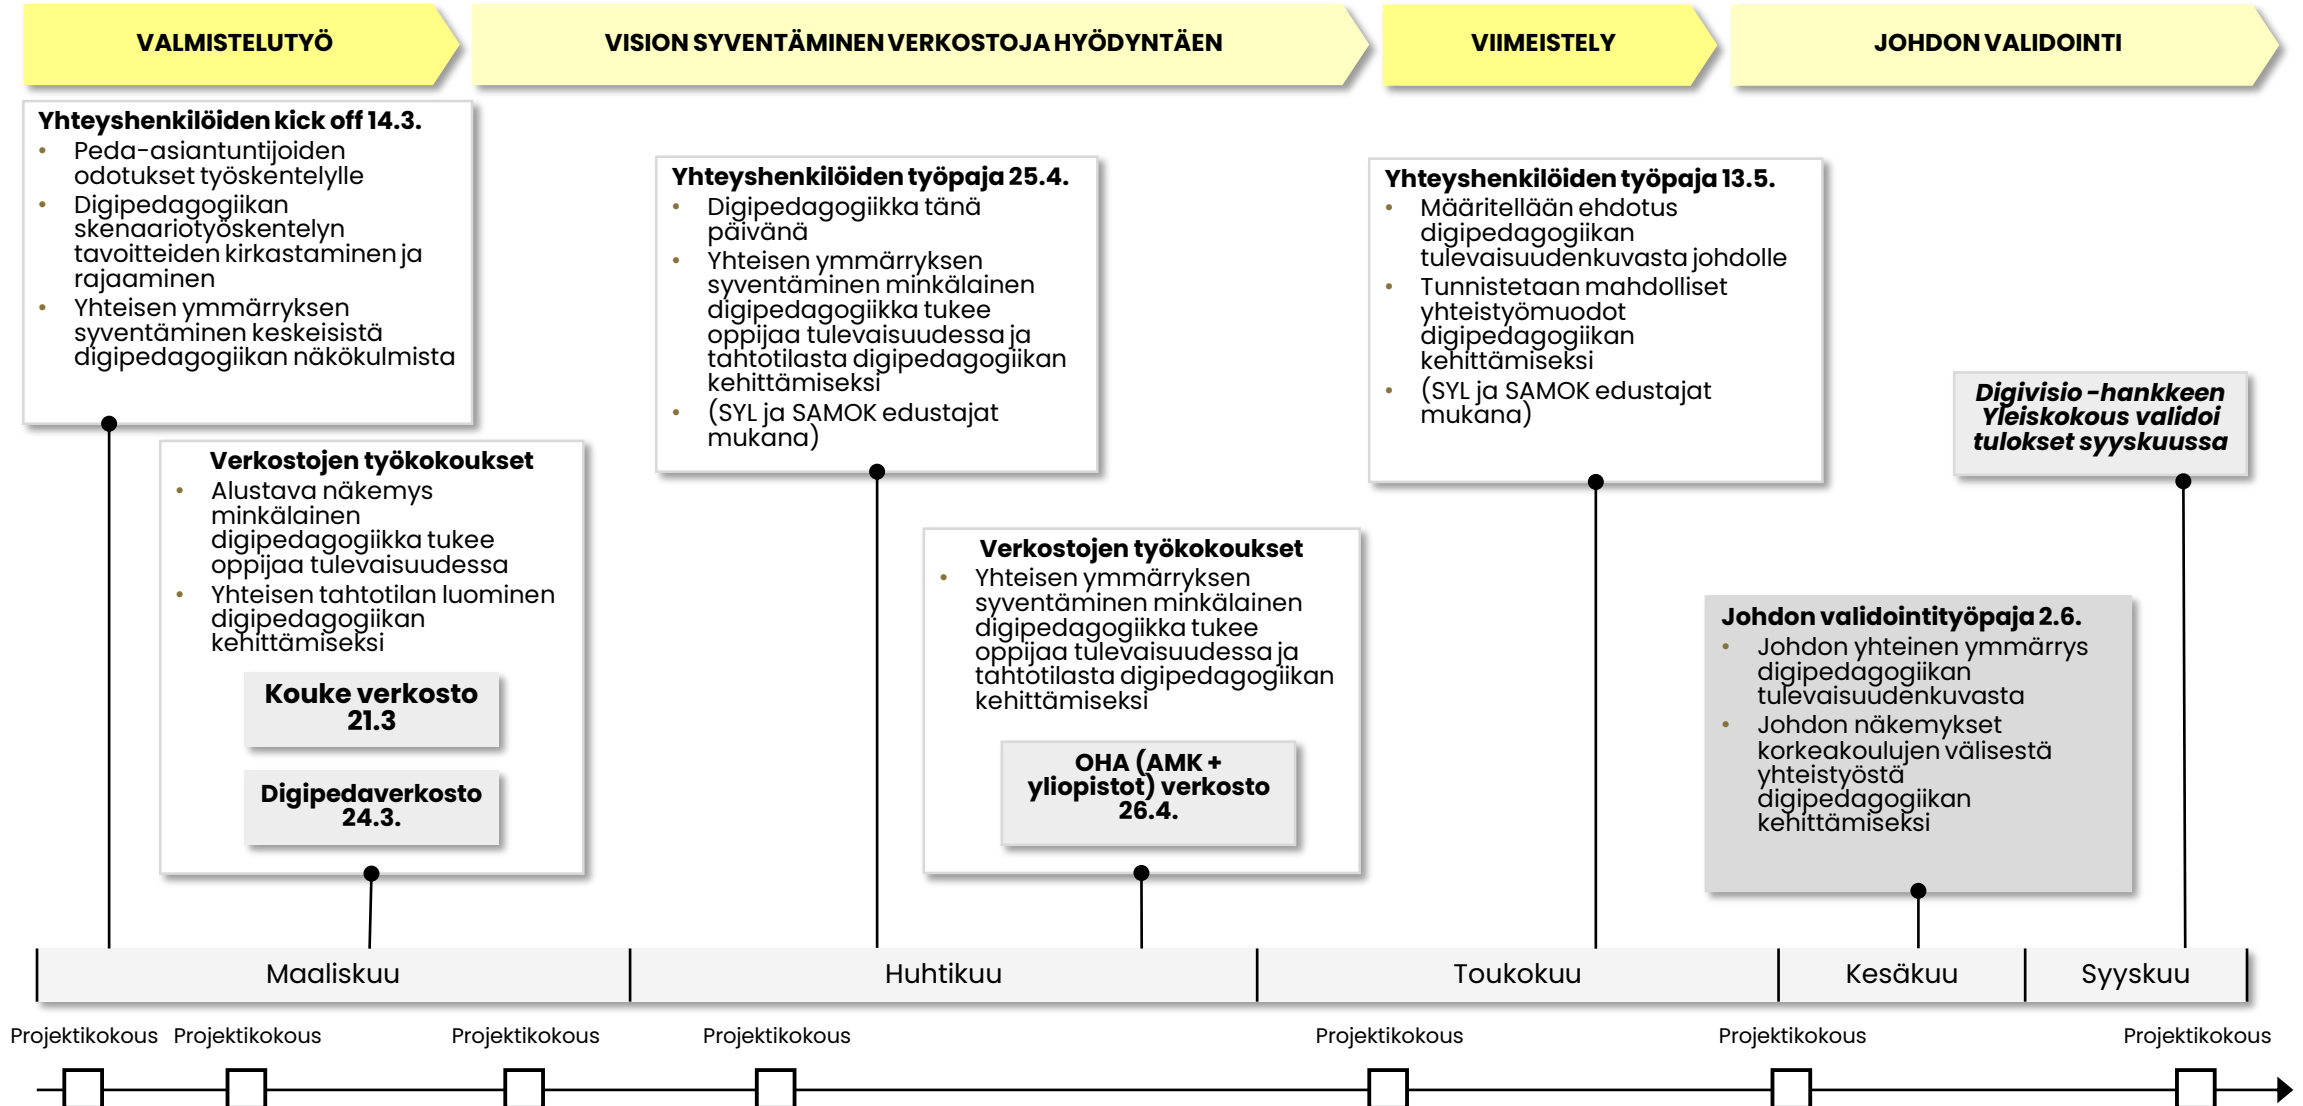 VALMISTELUTYÖ
VISION SYVENTÄMINEN VERKOSTOJA HYÖDYNTÄEN
VIIMEISTELY
JOHDON VALIDOINTI
Yhteyshenkilöiden kick off 14.3.
• Peda-asiantuntijoiden
odotukset työskentelylle
• Digipedagogiikan
skenaariotyöskentelyn
tavoitteiden kirkastaminen ja
rajaaminen
• Yhteisen ymmärryksen
syventäminen keskeisistä
digipedagogiikan näkökulmista
Verkostojen työkokoukset
• Alustava näkemys
minkälainen
digipedagogiikka tukee
oppijaa tulevaisuudessa
• Yhteisen tahtotilan luominen
digipedagogiikan
kehittämiseksi
Kouke verkosto
21.3
Digipedaverkosto
24.3.
Yhteyshenkilöiden työpaja 25.4.
• Digipedagogiikka tänä
päivänä
• Yhteisen ymmärryksen
syventäminen minkälainen
digipedagogiikka tukee
oppijaa tulevaisuudessa ja
tahtotilasta digipedagogiikan
kehittämiseksi
• (SYL ja SAMOK edustajat
mukana)
Verkostojen työkokoukset
• Yhteisen ymmärryksen
syventäminen minkälainen
digipedagogiikka tukee
oppijaa tulevaisuudessa ja
tahtotilasta digipedagogiikan
kehittämiseksi
OHA (AMK +
yliopistot) verkosto
26.4.
Yhteyshenkilöiden työpaja 13.5.
• Määritellään ehdotus
digipedagogiikan
tulevaisuudenkuvasta johdolle
• Tunnistetaan mahdolliset
yhteistyömuodot
digipedagogiikan
kehittämiseksi
• (SYL ja SAMOK edustajat
mukana)
Digivisio -hankkeen
Yleiskokous validoi
tulokset syyskuussa
Johdon validointityöpaja 2.6.
• Johdon yhteinen ymmärrys
digipedagogiikan
tulevaisuudenkuvasta
• Johdon näkemykset
korkeakoulujen välisestä
yhteistyöstä
digipedagogiikan
kehittämiseksi
Maaliskuu
Huhtikuu
Toukokuu
Kesäkuu
Syyskuu
Projektikokous
Projektikokous
Projektikokous
Projektikokous
Projektikokous
Projektikokous
Projektikokous